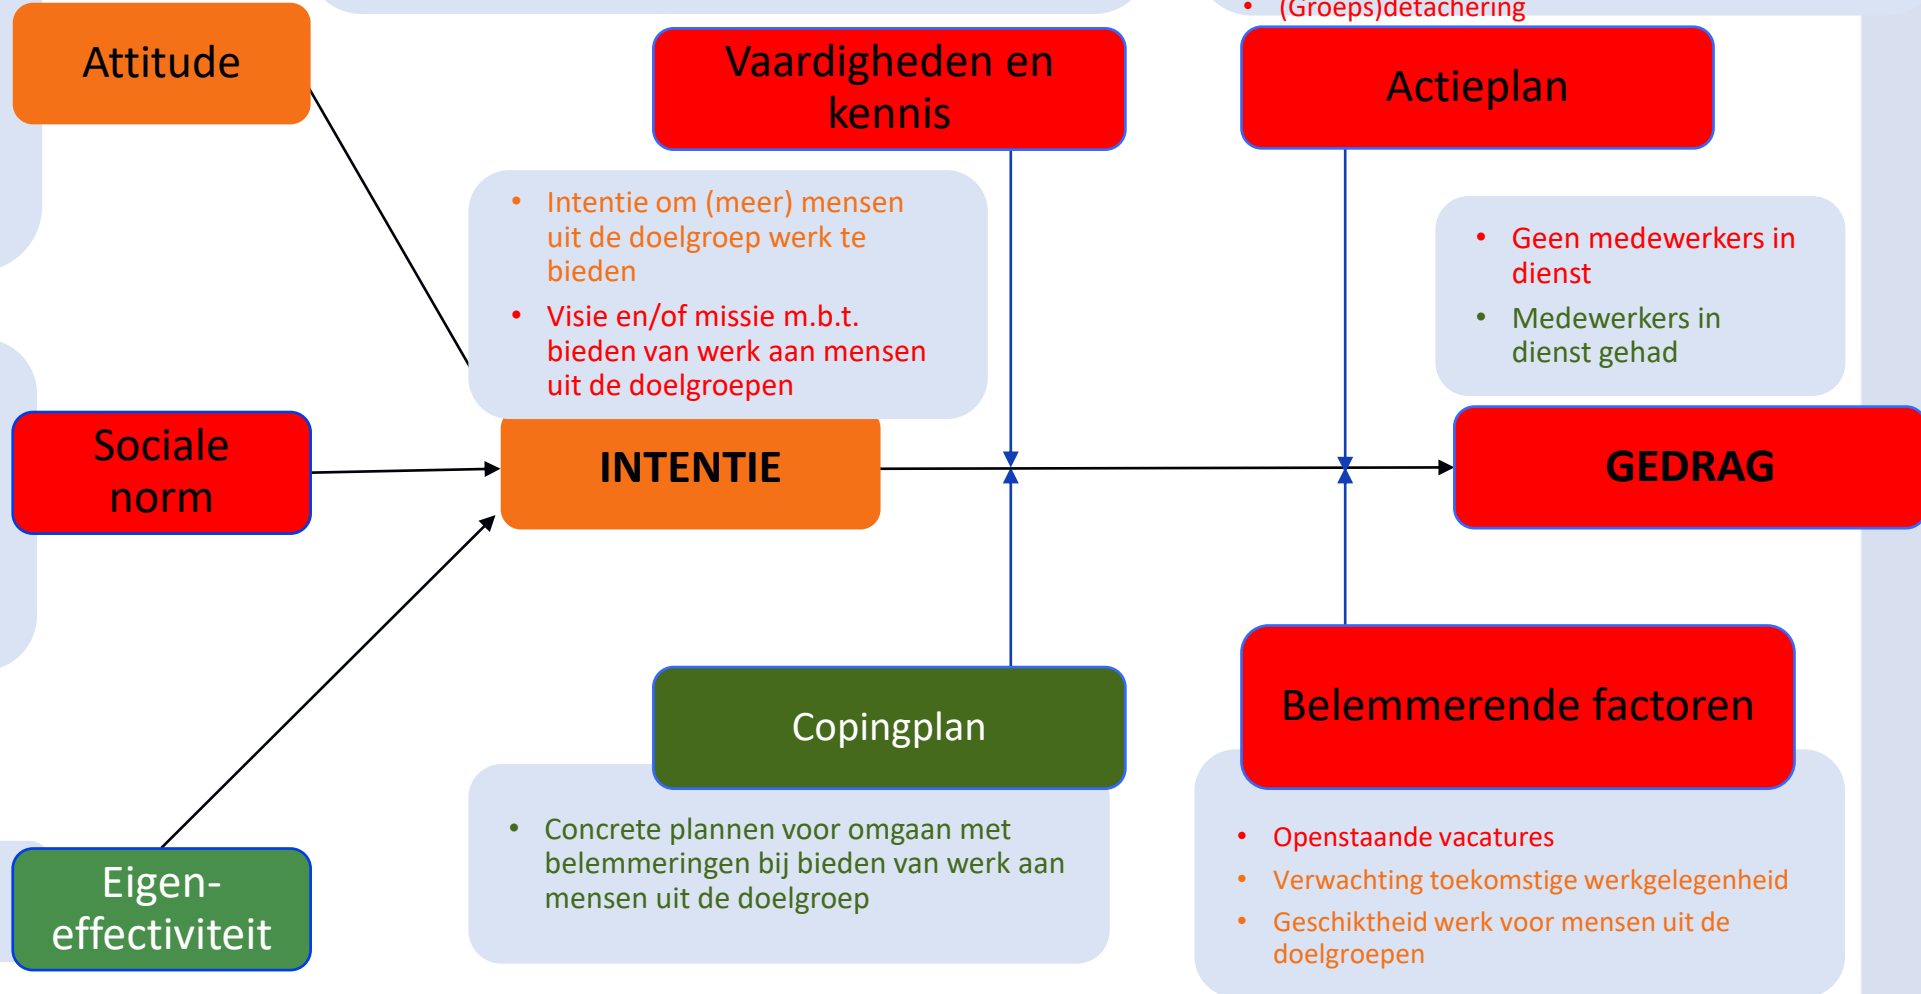 • (Groeps)detachering
Attitude
Vaardigheden en
kennis
Actieplan
• Intentie om (meer) mensen
uit de doelgroep werk te
bieden
• Visie en/of missie m.b.t.
bieden van werk aan mensen
uit de doelgroepen
• Geen medewerkers in
dienst
• Medewerkers in
dienst gehad
Sociale
norm
INTENTIE
GEDRAG
Copingplan
Belemmerende factoren
• Concrete plannen voor omgaan met
belemmeringen bij bieden van werk aan
mensen uit de doelgroep
• Openstaande vacatures
• Verwachting toekomstige werkgelegenheid
• Geschiktheid werk voor mensen uit de
doelgroepen
Eigen-
effectiviteit